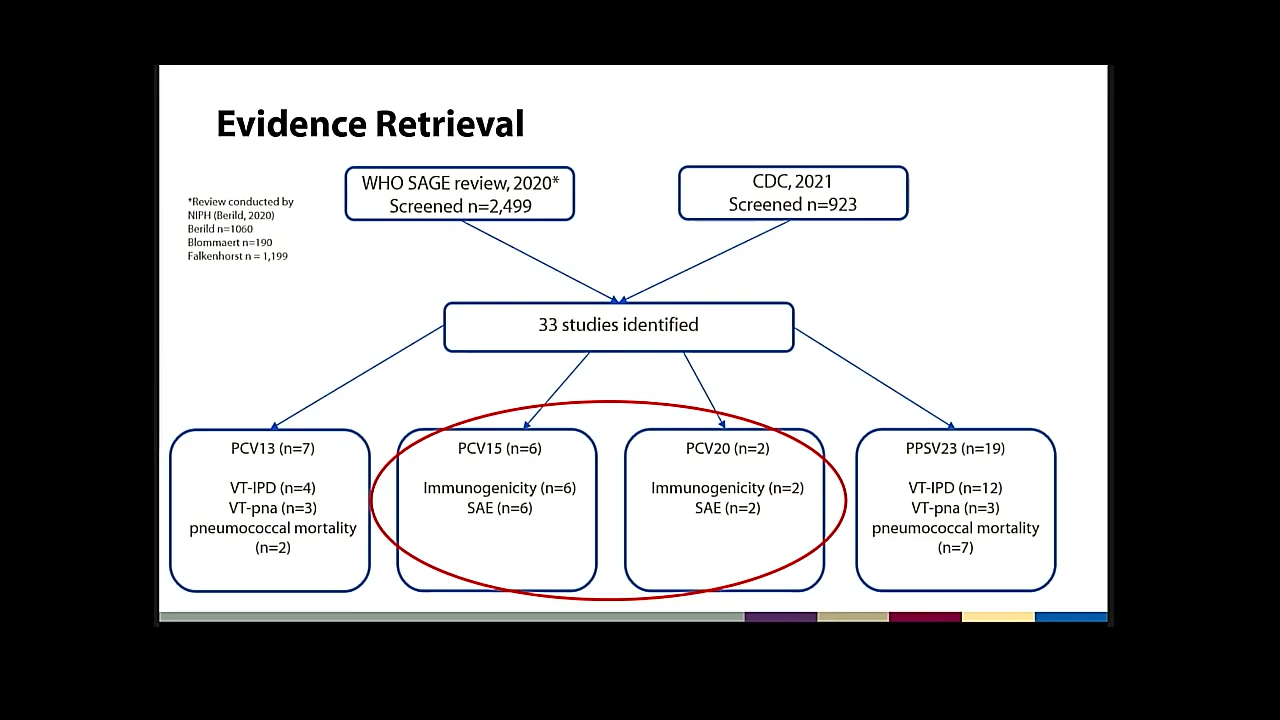 Evidence Retrieval
WHO SAGE review, 2020*
Screened n=2,499
CDC, 2021
Screened n=923
*Review conducted by
NIPH (Berild, 2020)
Berild n=1060
Blommaert n=190
Falkenhorst n = 1,199
33 studies identified
PCV13 (n=7)
VT-IPD (n=4)
VT-pna (n=3)
pneumococcal mortality
(n=2)
PCV15 (n=6)
Immunogenicity (n=6)
SAE (n=6)
PCV20 (n=2)
Immunogenicity (n=2)
SAE (n=2)
PPSV23 (n=19)
VT-IPD (n=12)
VT-pna (n=3)
pneumococcal mortality
(n=7)